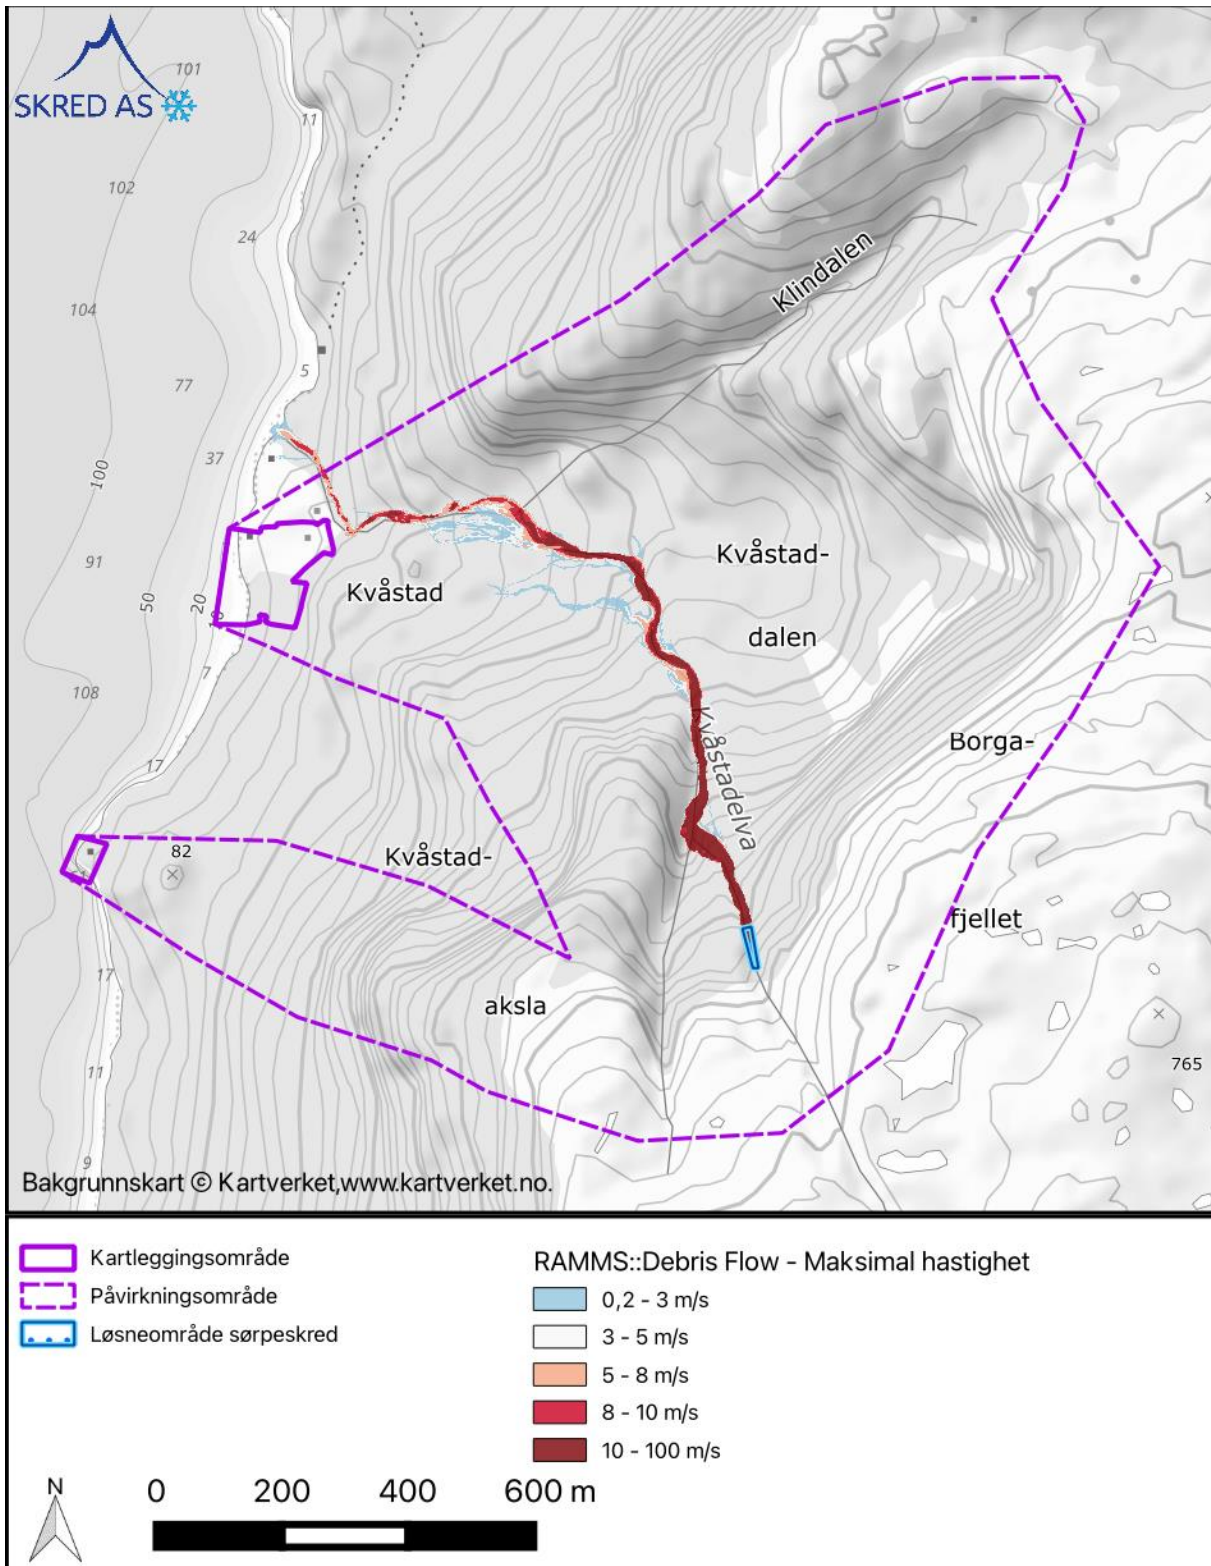 SKRED AS
101
11
102
24
Klindalen
104
5
77
37
100
Kvåstad-
91
Kvåstad
50
20
10
dalen
7
108
Kvåstadelva
Borga-
17
Kvåstad-
82
fjellet
aksla
17
765
11
9
Bakgrunnskart © Kartverket,www.kartverket.no.
Kartleggingsområde
Påvirkningsområde
Løsneområde sørpeskred
RAMMS::Debris Flow - Maksimal hastighet
0,2 - 3 m/s
3 - 5 m/s
5 - 8 m/s
8 - 10 m/s
10 - 100 m/s
N
0 200 400 600 m